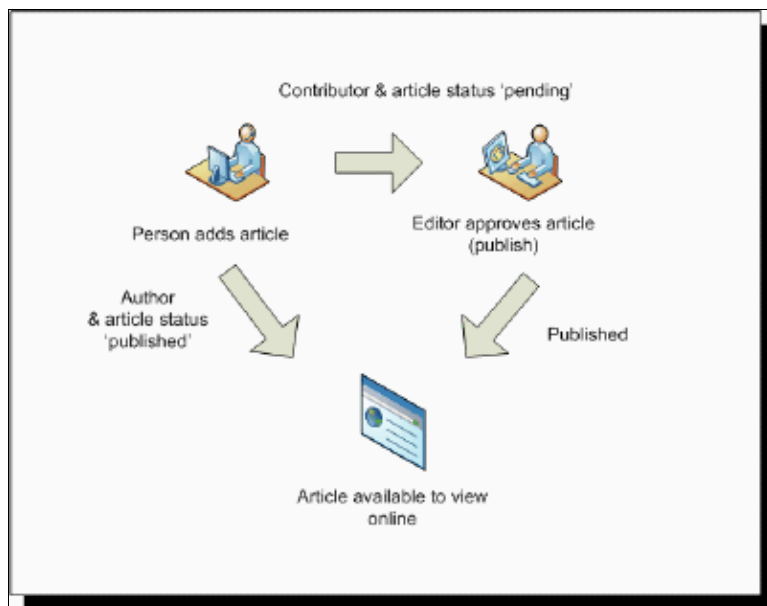 Contributor & article status 'pending'
Person adds article
Editor approves article
(publish)
Author
& article status
'published'
Published
Article available to view
online